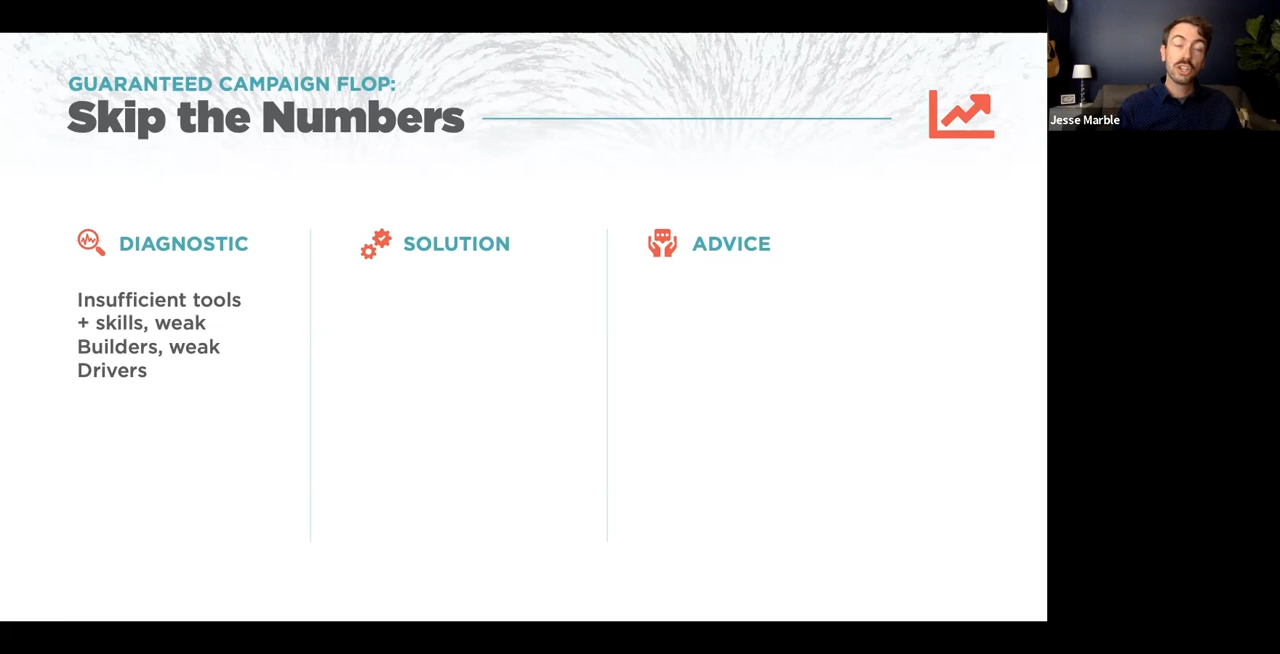 GUARANTEED CAMPAIGN FLOP:
Skip the Numbers
DIAGNOSTIC
Insufficient tools
+ skills, weak
Builders, weak
Drivers
SOLUTION
ADVICE
Jesse Marble